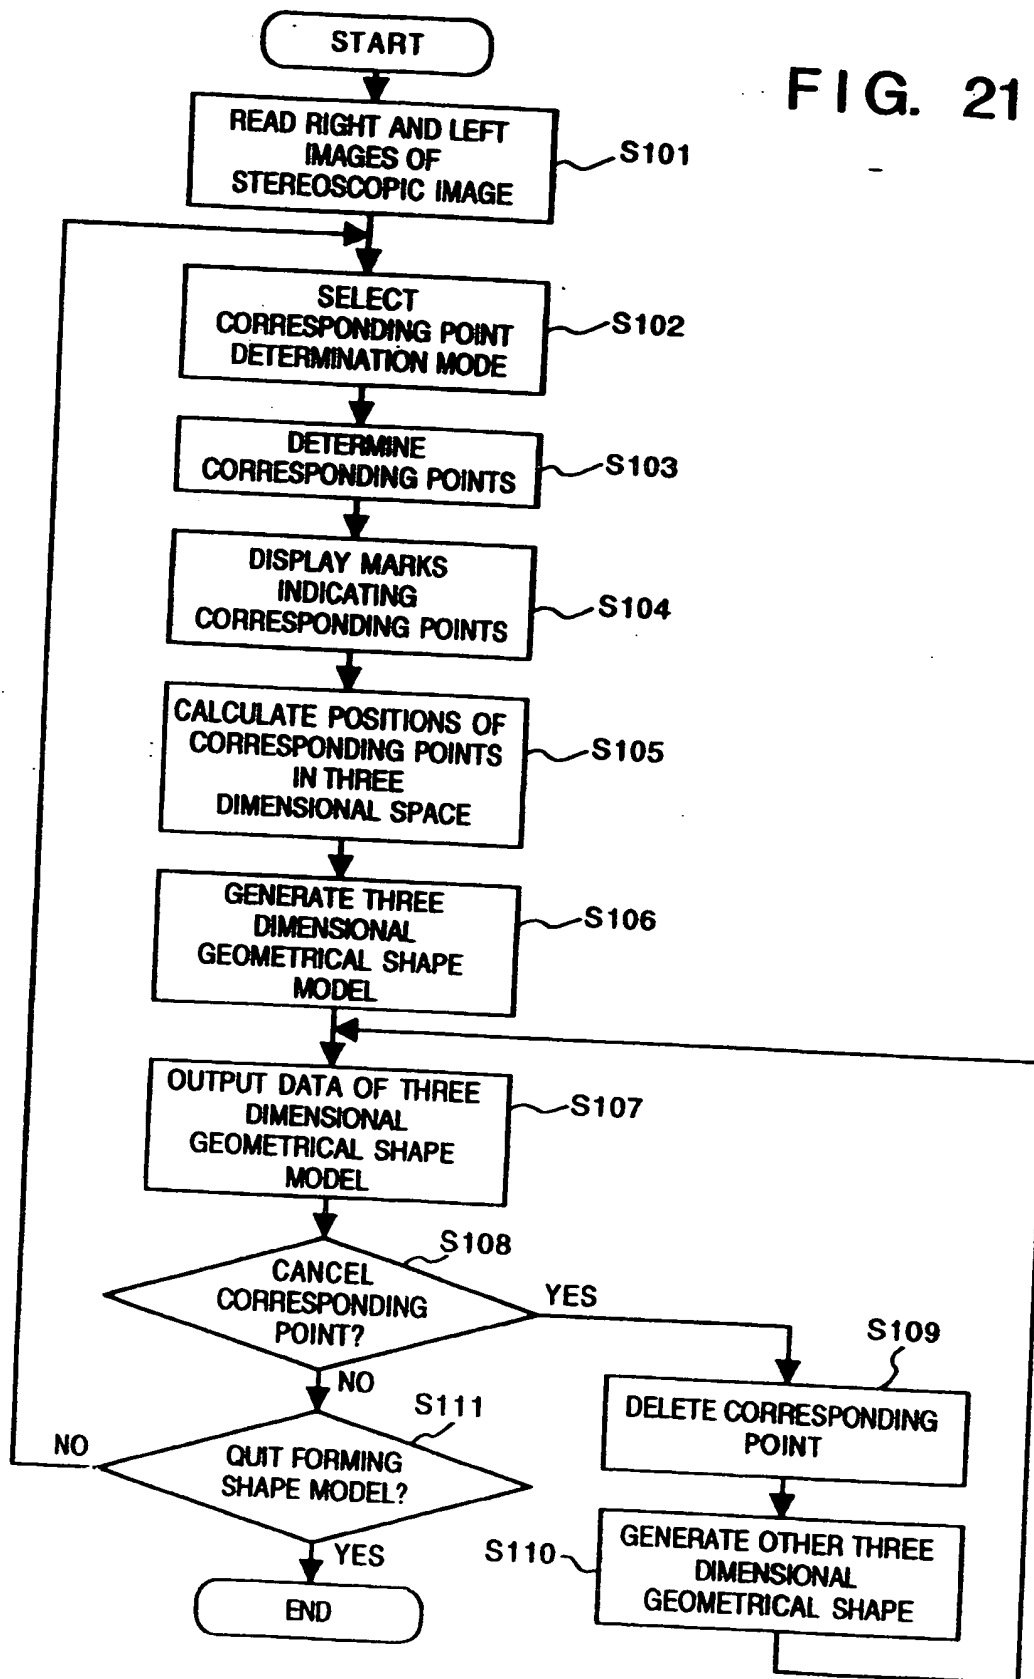 START
FIG. 21
READ RIGHT AND LEFT
IMAGES OF
STEREOSCOPIC IMAGE
S101
SELECT
CORRESPONDING POINT
DETERMINATION MODE
S102
DETERMINE
CORRESPONDING POINTS
S103
DISPLAY MARKS
INDICATING
CORRESPONDING POINTS
S104
CALCULATE POSITIONS OF
CORRESPONDING POINTS
IN THREE
DIMENSIONAL SPACE
S105
GENERATE THREE
DIMENSIONAL
GEOMETRICAL SHAPE
MODEL
S106
OUTPUT DATA OF THREE
DIMENSIONAL
GEOMETRICAL SHAPE
MODEL
S107
S108
CANCEL
CORRESPONDING
POINT?
YES
NO
S109
DELETE CORRESPONDING
POINT
S111
QUIT FORMING
SHAPE MODEL?
NO
YES
S110
GENERATE OTHER THREE
DIMENSIONAL
GEOMETRICAL SHAPE
END